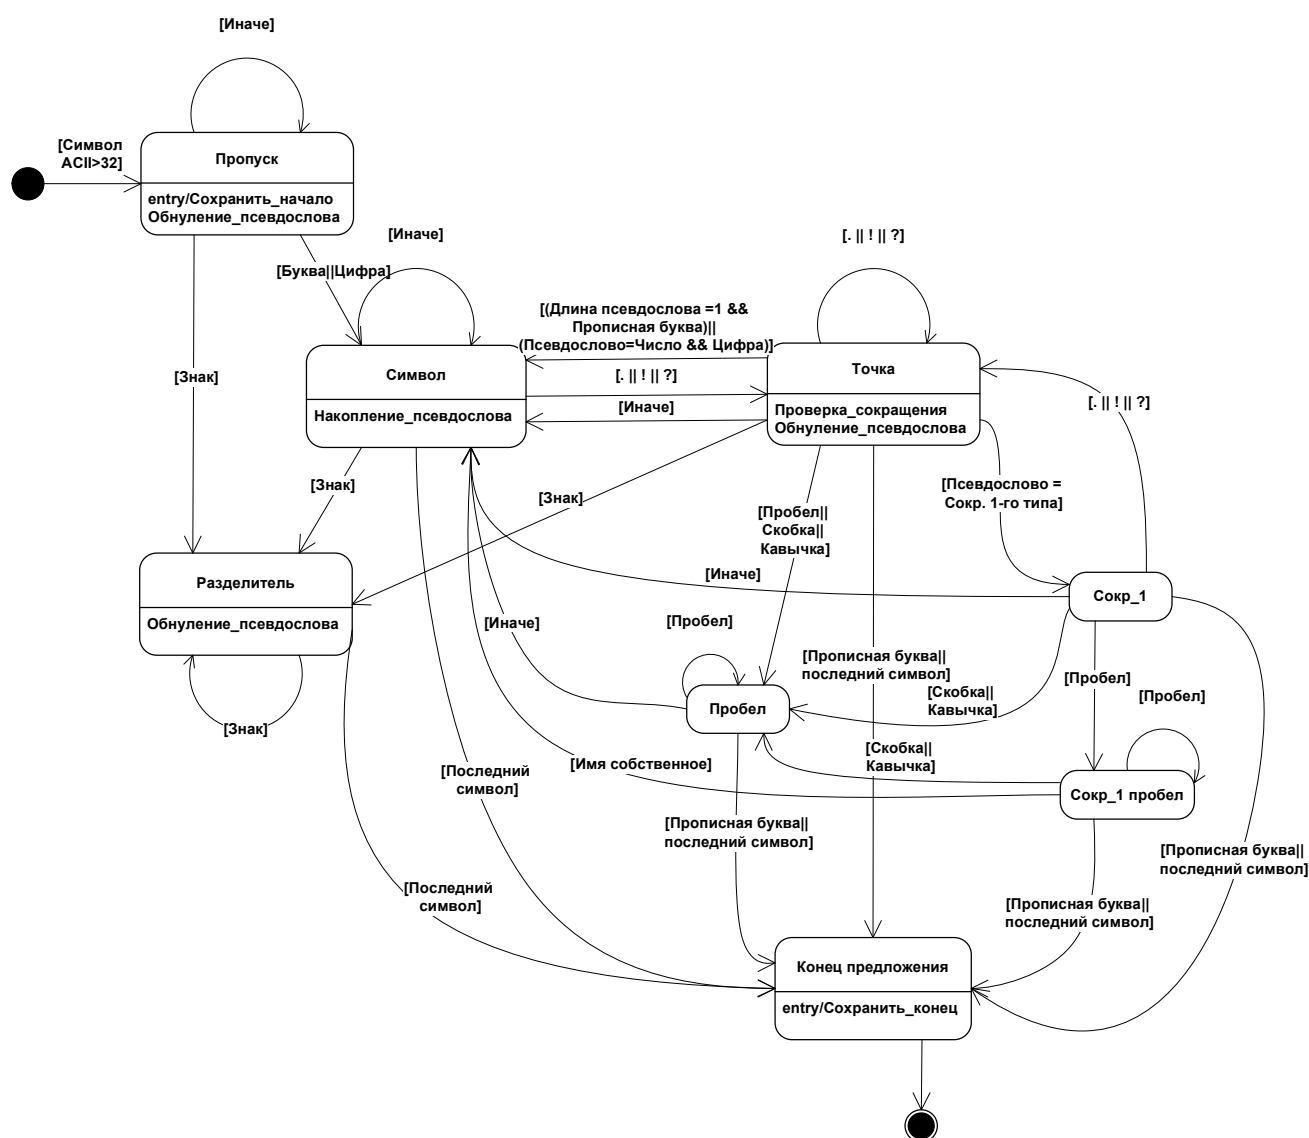 [Иначе]
[Символ
ACII>32]
Пропуск
entry/Сохранить_начало
Обнуление_псевдослова
[Иначе]
[. || ! || ?]
[Буква||Цифра]
[(Длина псевдослова =1 &&
Прописная буква)||
(Псевдослово=Число && Цифра)]
[Знак]
Символ
[. || ! || ?]
Точка
[Иначе]
[. || ! || ?]
Накопление_псевдослова
Проверка_сокращения
Обнуление_псевдослова
[Знак]
[Знак]
[Псевдослово =
Сокр. 1-го типа]
[Пробел||
Скобка||
Кавычка]
Разделитель
[Иначе]
Сокр_1
Обнуление_псевдослова
[Иначе]
[Пробел]
[Прописная буква||
последний символ]
[Пробел]
[Скобка||
Кавычка]
[Пробел]
Пробел
[Знак]
[Скобка||
Кавычка]
[Имя собственное]
[Последний
символ]
Сокр_1 пробел
[Прописная буква||
последний символ]
[Прописная буква||
последний символ]
[Последний
символ]
[Прописная буква||
последний символ]
Конец предложения
entry/Сохранить_конец